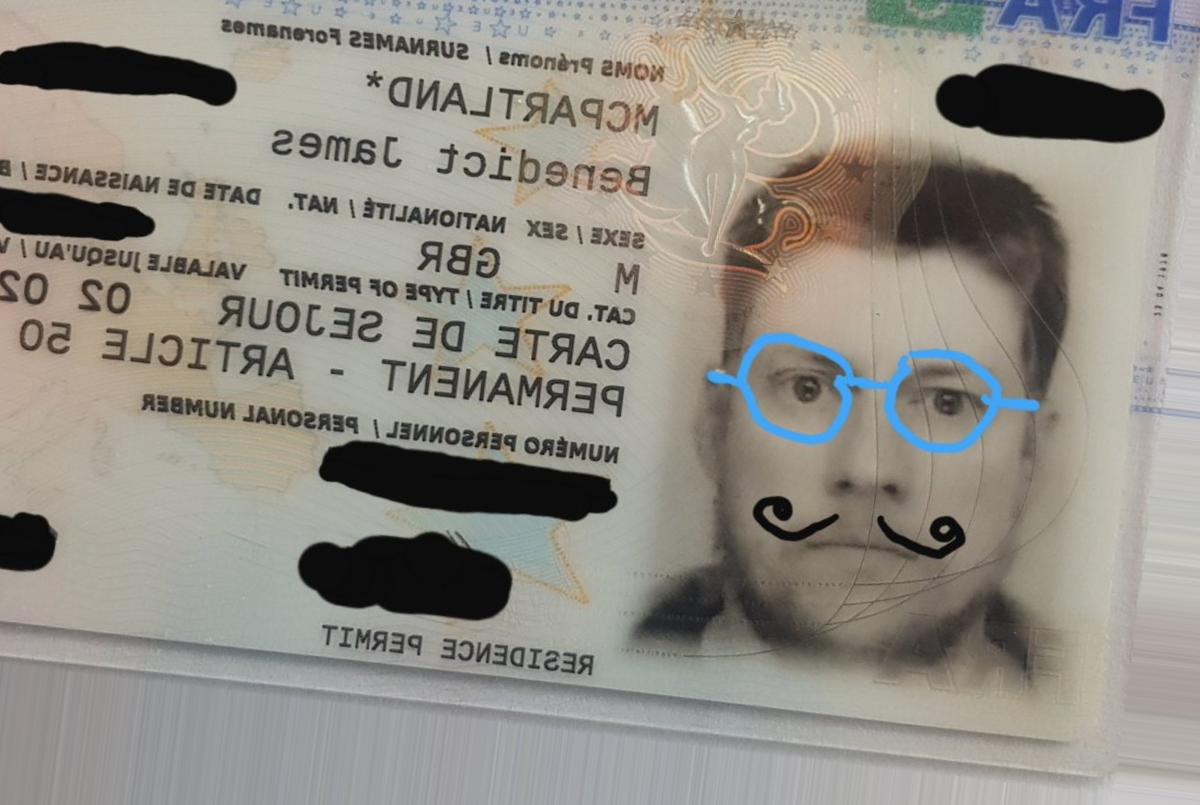 FRA
NOMS Prénoms / SURNAMES Forenames
MCPARTLAND*
Benedict James
SEXE / SEX NATIONALITÉ / NAT. DATE DE NAISSANCE /
M GBR
CAT. DU TITRE / TYPE OF PERMIT VALABLE JUSQU'AU /
CARTE DE SEJOUR 02 02
PERMANENT - ARTICLE 50
NUMÉRO PERSONNEL / PERSONAL NUMBER
RESIDENCE PERMIT